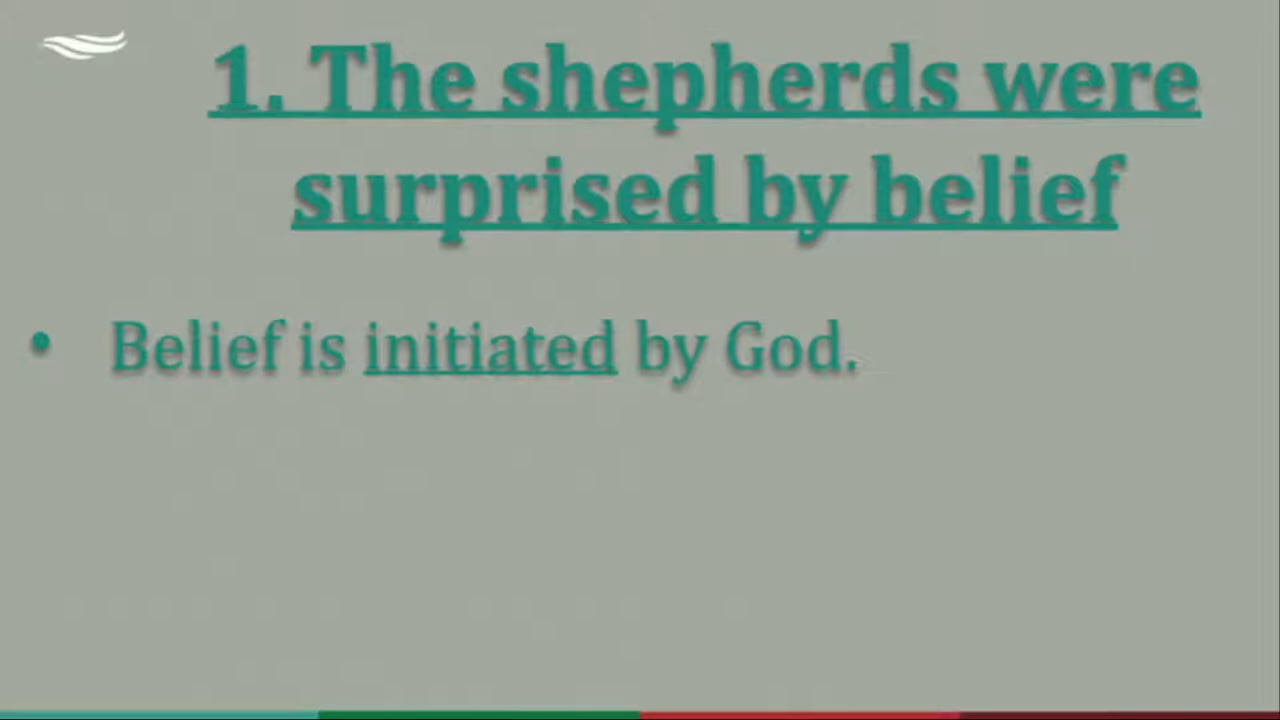 1. The shepherds were
surprised by belief
• Belief is initiated by God.